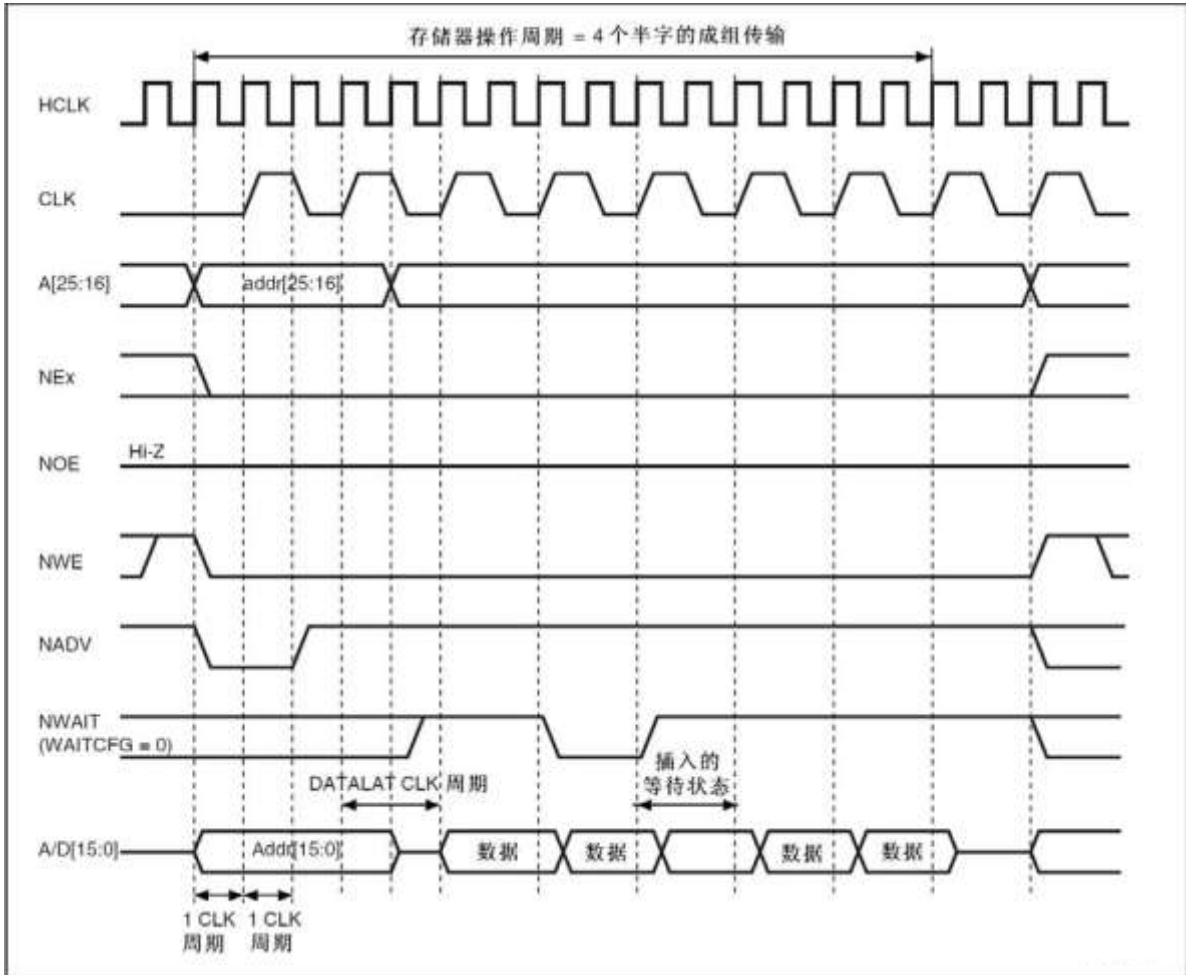 存储器操作周期 = 4个半字的成组传输
HCLK
CLK
A[25:16]
addr[25:16]
NEx
NOE
Hi-Z
NWE
NADV
NWAIT
(WAITCFG = 0)
DATALAT CLK 周期
插入的
等待状态
A/D[15:0]
Addr[15:0]
数据
数据
数据
数据
1 CLK
周期
1 CLK
周期